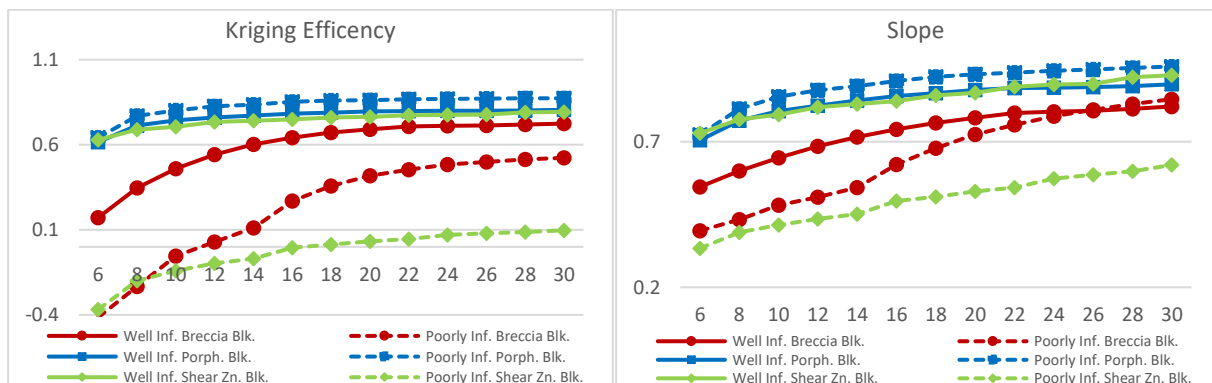 Kriging Efficency
1.1
0.6
0.1
-0.4
6 8 10 12 14 16 18 20 22 24 26 28 30
Well Inf. Breccia Blk. Poorly Inf. Breccia Blk.
Well Inf. Porph. Blk. Poorly Inf. Porph. Blk.
Well Inf. Shear Zn. Blk. Poorly Inf. Shear Zn. Blk.
Slope
0.7
0.2
6 8 10 12 14 16 18 20 22 24 26 28 30
Well Inf. Breccia Blk. Poorly Inf. Breccia Blk.
Well Inf. Porph. Blk. Poorly Inf. Porph. Blk.
Well Inf. Shear Zn. Blk. Poorly Inf. Shear Zn. Blk.